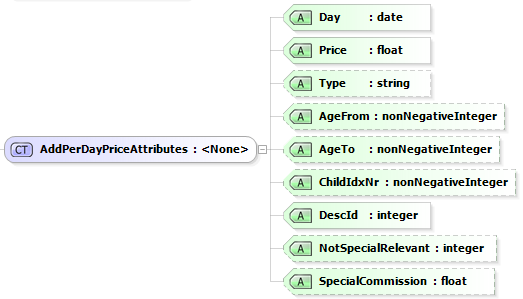 A Day : date
A Price : float
A Type : string
A AgeFrom : nonNegativeInteger
CT AddPerDayPriceAttributes : <None>
A AgeTo : nonNegativeInteger
A ChildIdxNr : nonNegativeInteger
A DescId : integer
A NotSpecialRelevant : integer
A SpecialCommission : float